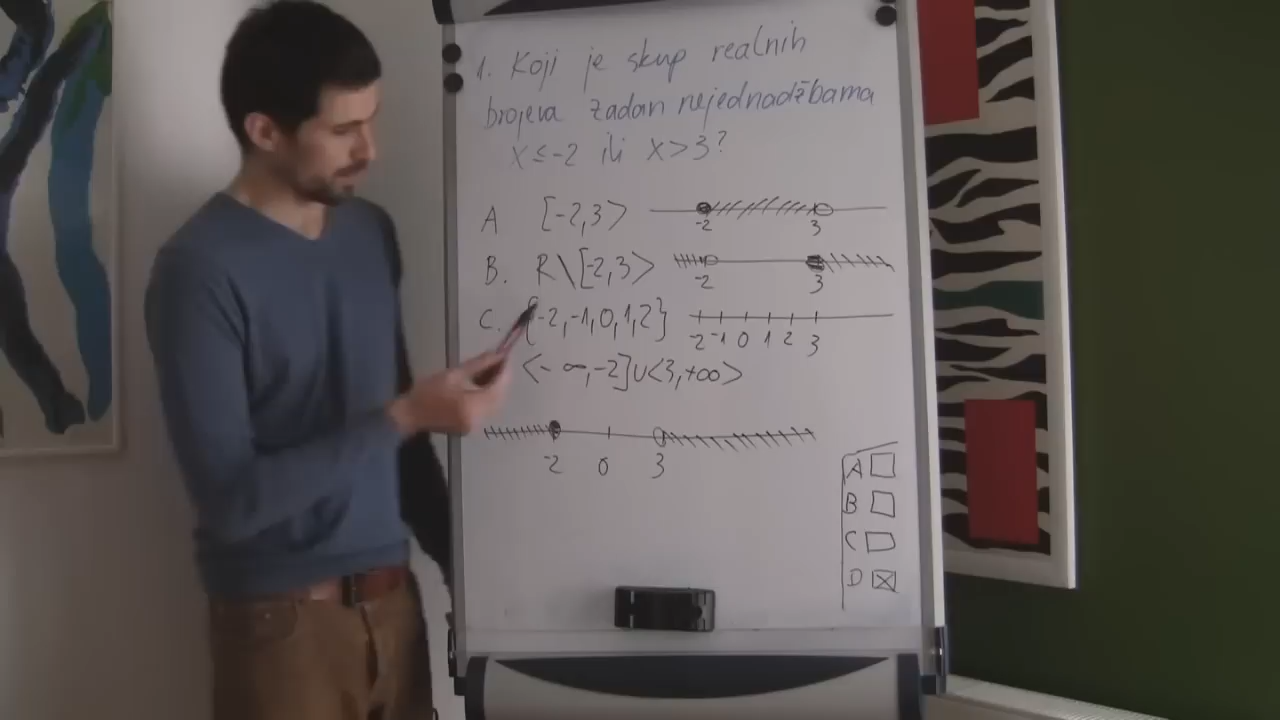 1. Koji je skup realnih
brojeva zadan nejednadžbama
x ≤ -2 ili x > 3?
A [-2,3> -2 3
B. R\[-2,3> -2 3
C. {-2,-1,0,1,2} -2 -1 0 1 2 3
<-∞,-2]∪<3,+∞>
-2 0 3
A
B
C
D